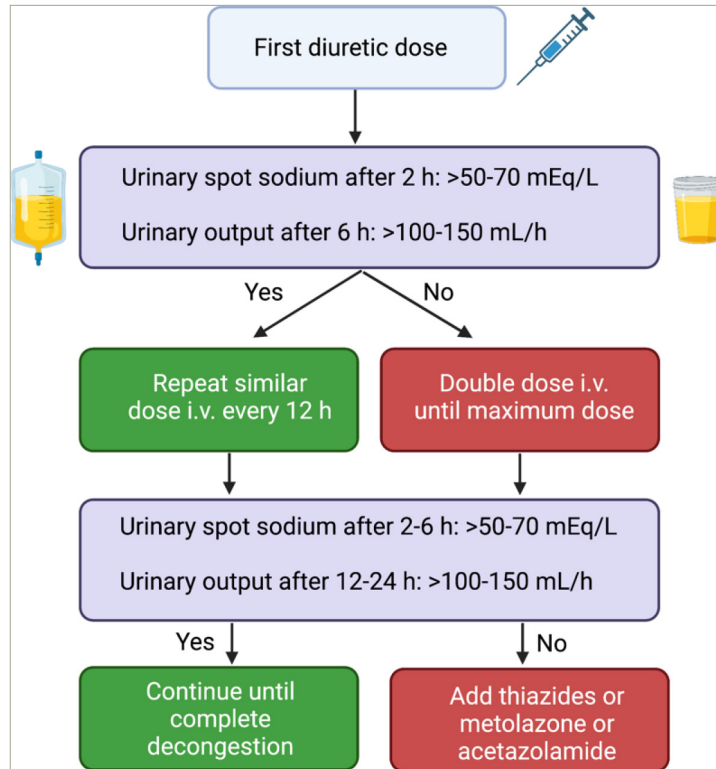 First diuretic dose
Urinary spot sodium after 2 h: >50-70 mEq/L
Urinary output after 6 h: >100-150 mL/h
Yes
No
Repeat similar
dose i.v. every 12 h
Double dose i.v.
until maximum dose
Urinary spot sodium after 2-6 h: >50-70 mEq/L
Urinary output after 12-24 h: >100-150 mL/h
Yes
No
Continue until
complete
decongestion
Add thiazides or
metolazone or
acetazolamide